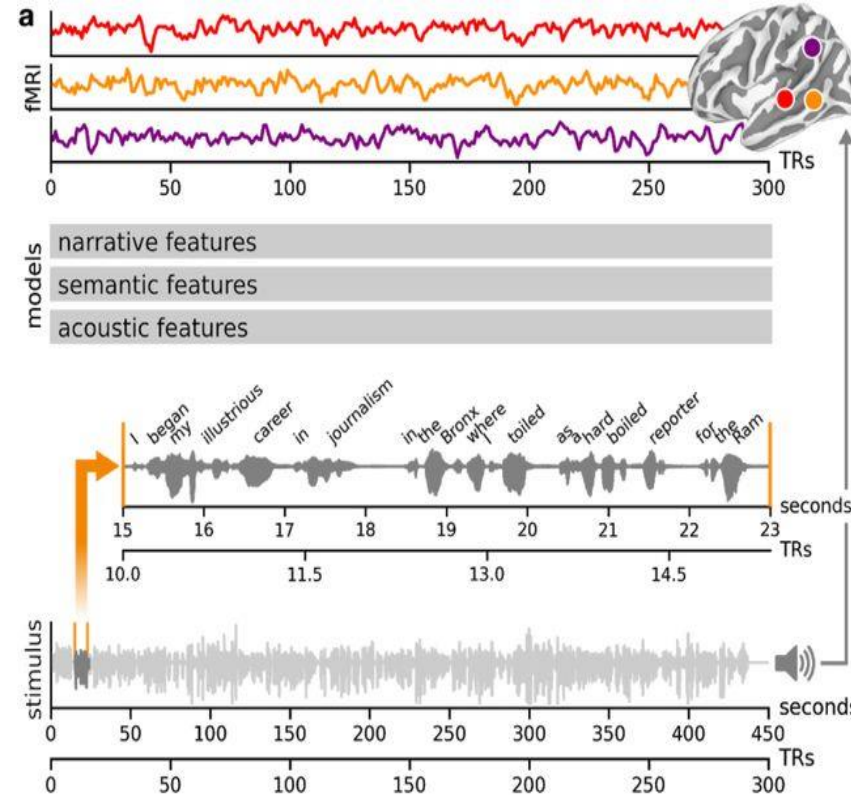 a
fMRI
TRs
0 50 100 150 200 250 300
models
narrative features
semantic features
acoustic features
I began my illustrious career in journalism in the Bronx where I toiled as a hard boiled reporter for the Ram
seconds
15 16 17 18 19 20 21 22 23
TRs
10.0 11.5 13.0 14.5
stimulus
seconds
0 50 100 150 200 250 300 350 400 450
TRs
0 50 100 150 200 250 300